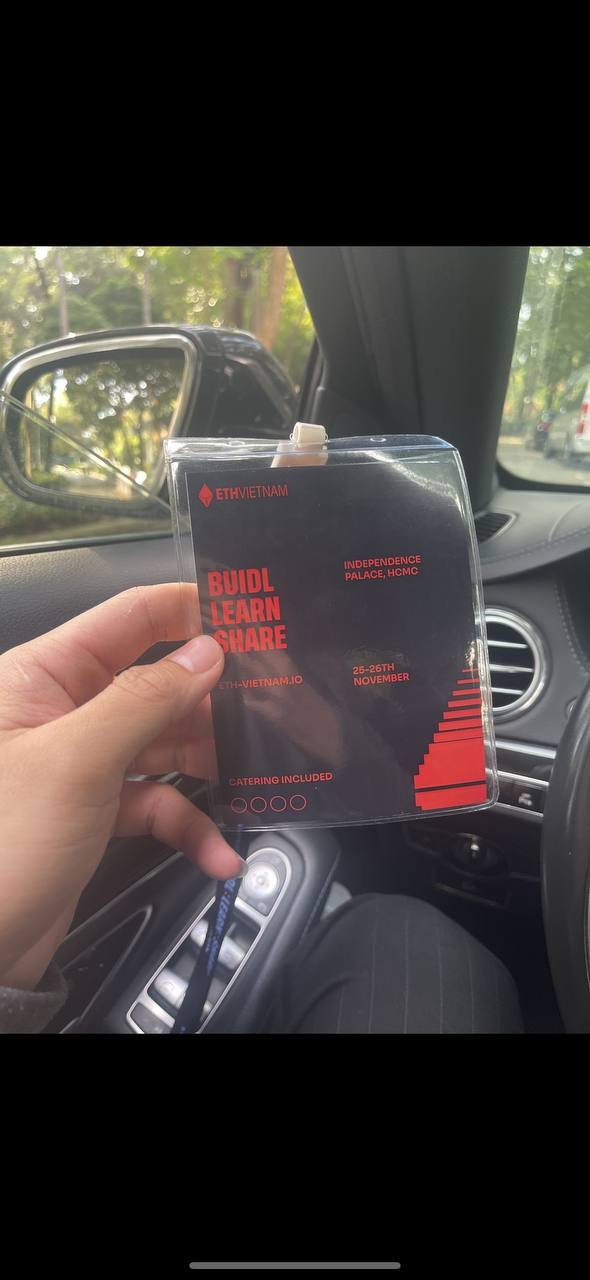 ETHVIETNAM
BUIDL
LEARN
SHARE
INDEPENDENCE
PALACE, HCMC
ETH-VIETNAM.IO
25-26TH
NOVEMBER
CATERING INCLUDED